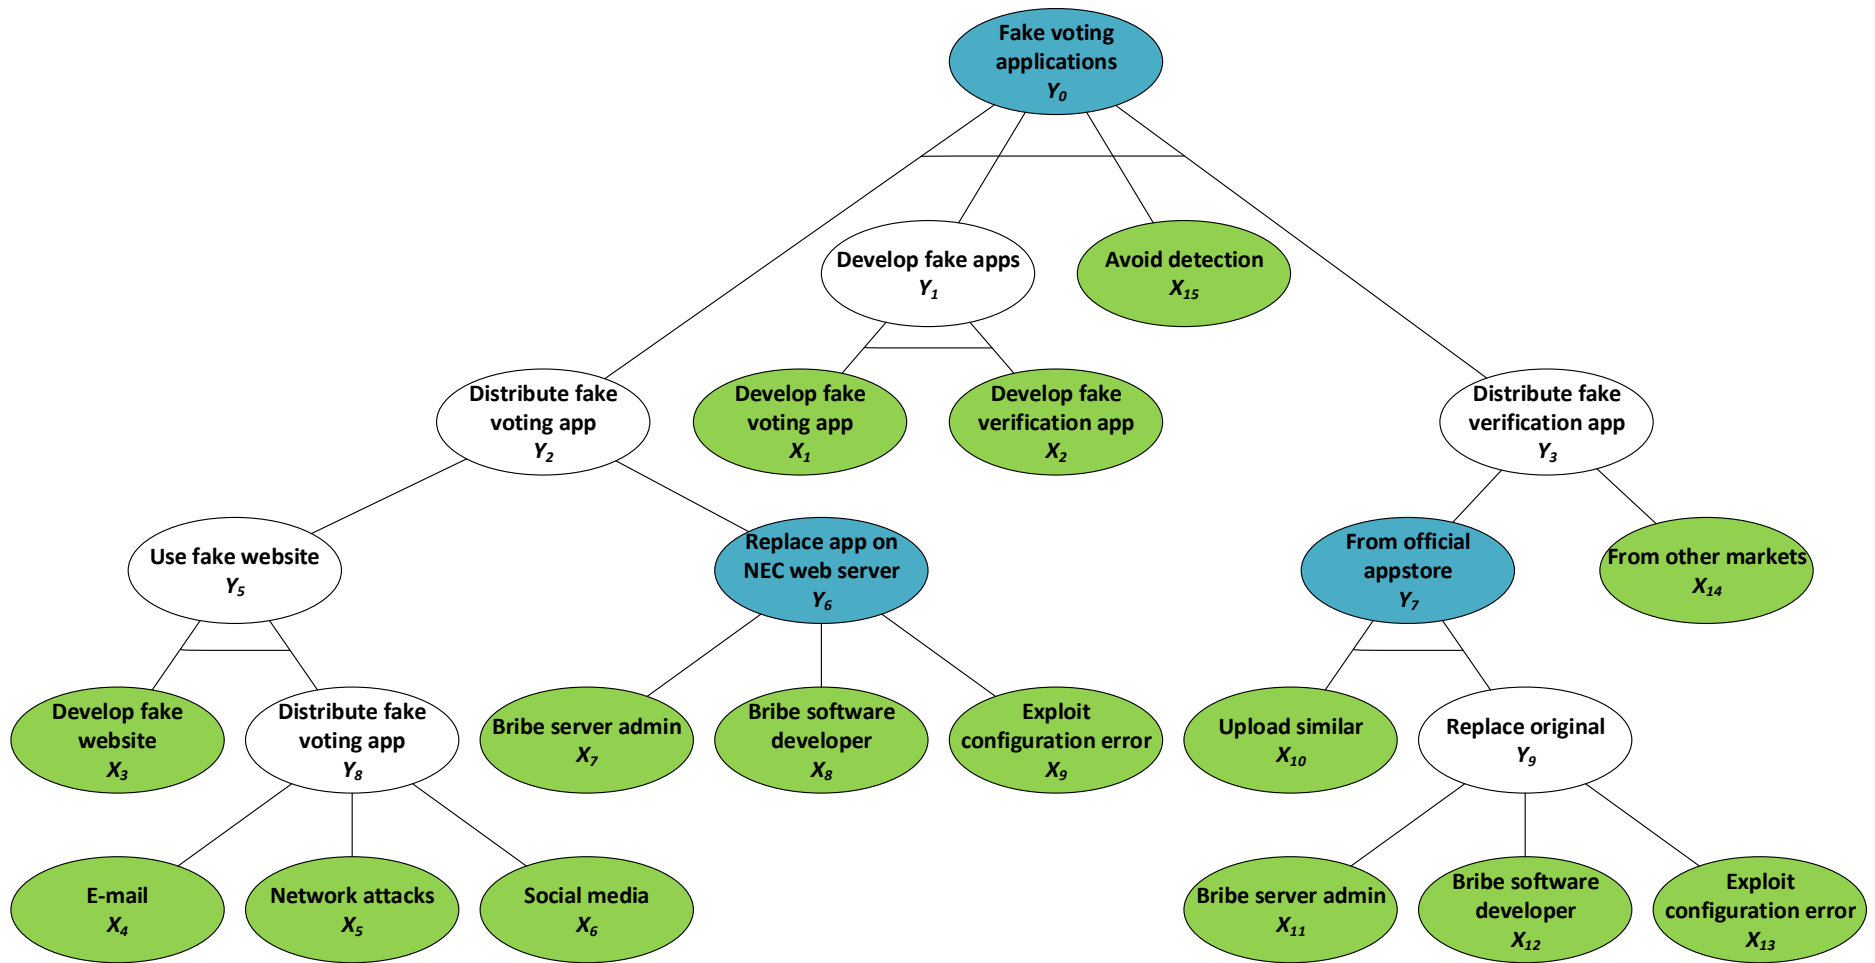 Fake voting
applications
Y0
Develop fake apps
Y1
Avoid detection
X15
Distribute fake
voting app
Y2
Develop fake
voting app
X1
Develop fake
verification app
X2
Distribute fake
verification app
Y3
Use fake website
Y5
Replace app on
NEC web server
Y6
From official
appstore
Y7
From other markets
X14
Develop fake
website
X3
Distribute fake
voting app
Y8
Bribe server admin
X7
Bribe software
developer
X8
Exploit
configuration error
X9
Upload similar
X10
Replace original
Y9
E-mail
X4
Network attacks
X5
Social media
X6
Bribe server admin
X11
Bribe software
developer
X12
Exploit
configuration error
X13